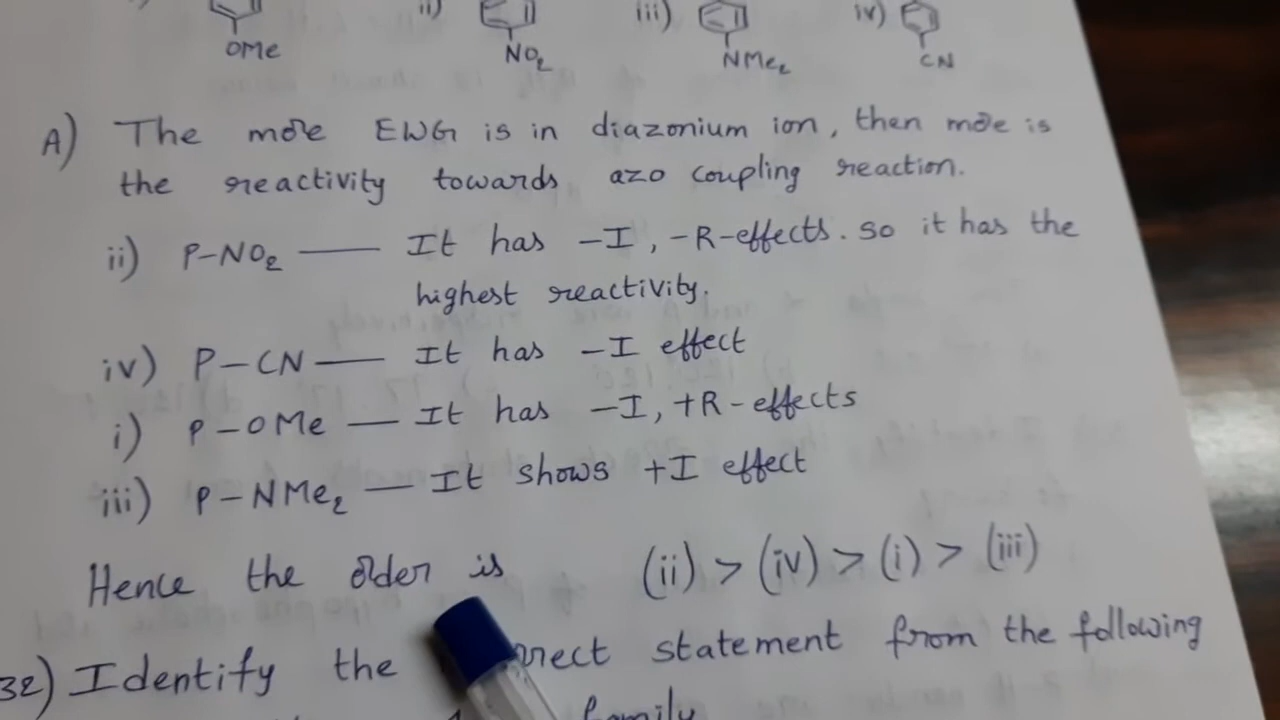 ii) iii) iv)
OMe NO₂ NMe₂ CN
A) The more EWG is in diazonium ion, then more is
the reactivity towards azo coupling reaction.
ii) P-NO₂ — It has -I, -R-effects. so it has the
highest reactivity.
iv) P-CN — It has -I effect
i) P-OMe — It has -I, +R-effects
iii) P-NMe₂ — It shows +I effect
Hence the order is (ii) > (iv) > (i) > (iii)
32) Identify the rrect statement from the following
family